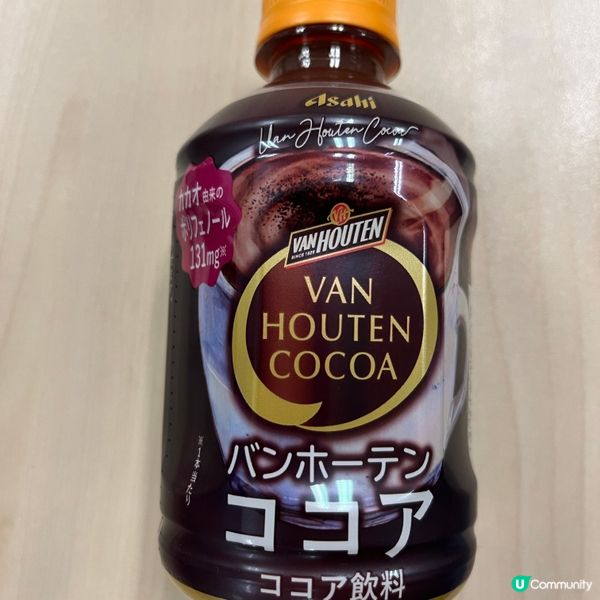 Asahi
Van Houten Cocoa
カカオ由来の
ポリフェノール
131mg※
VH
VAN HOUTEN
SINCE 1828
VAN
HOUTEN
COCOA
※1本当たり
バンホーテン
ココア
ココア飲料
U Community